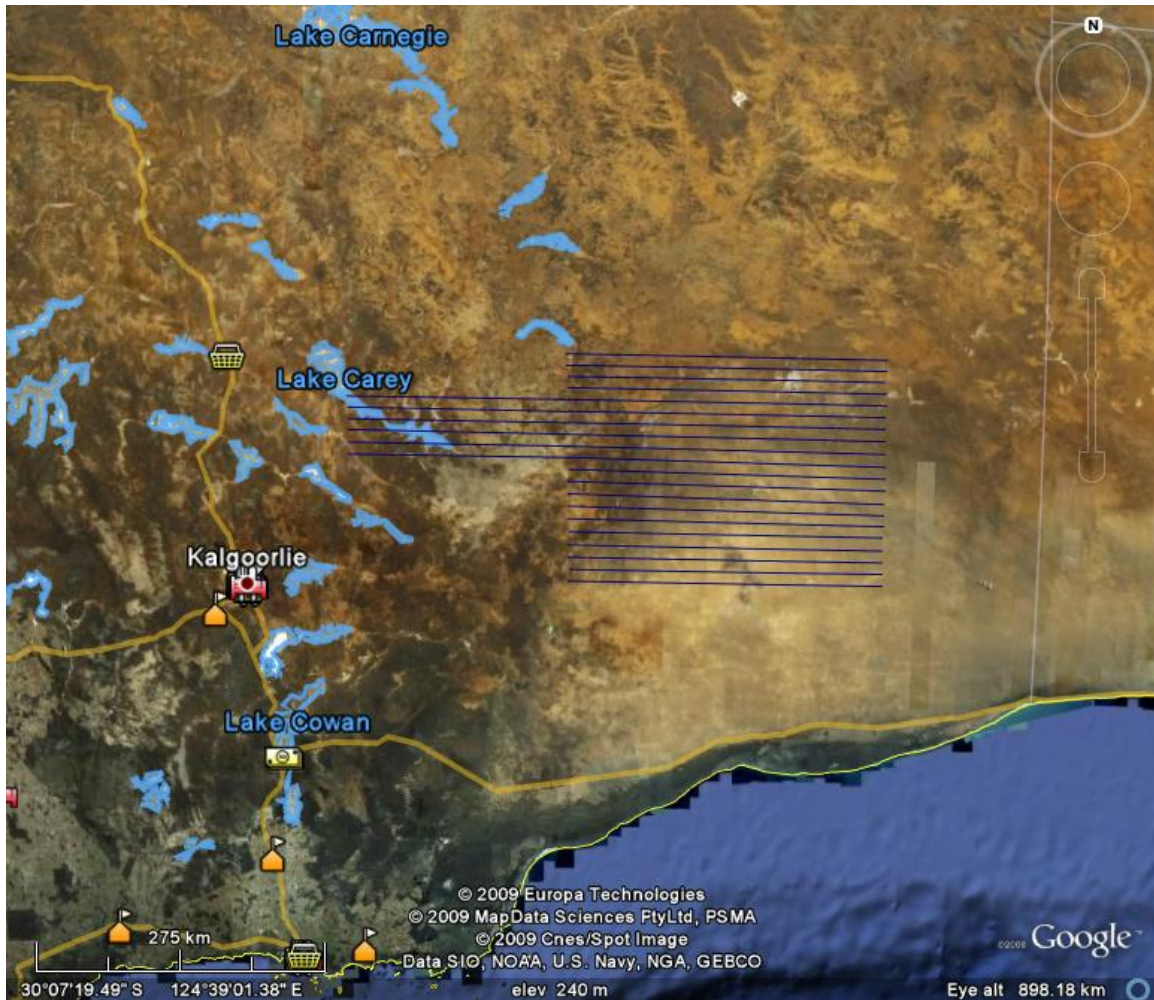 Lake Carnegie
N
Lake Carey
Kalgoorlie
Lake Cowan
© 2009 Europa Technologies
© 2009 MapData Sciences PtyLtd, PSMA
© 2009 Cnes/Spot Image
Data SIO, NOAA, U.S. Navy, NGA, GEBCO
275 km
Google™
30°07'19.49" S 124°39'01.38" E elev 240 m Eye alt 898.18 km